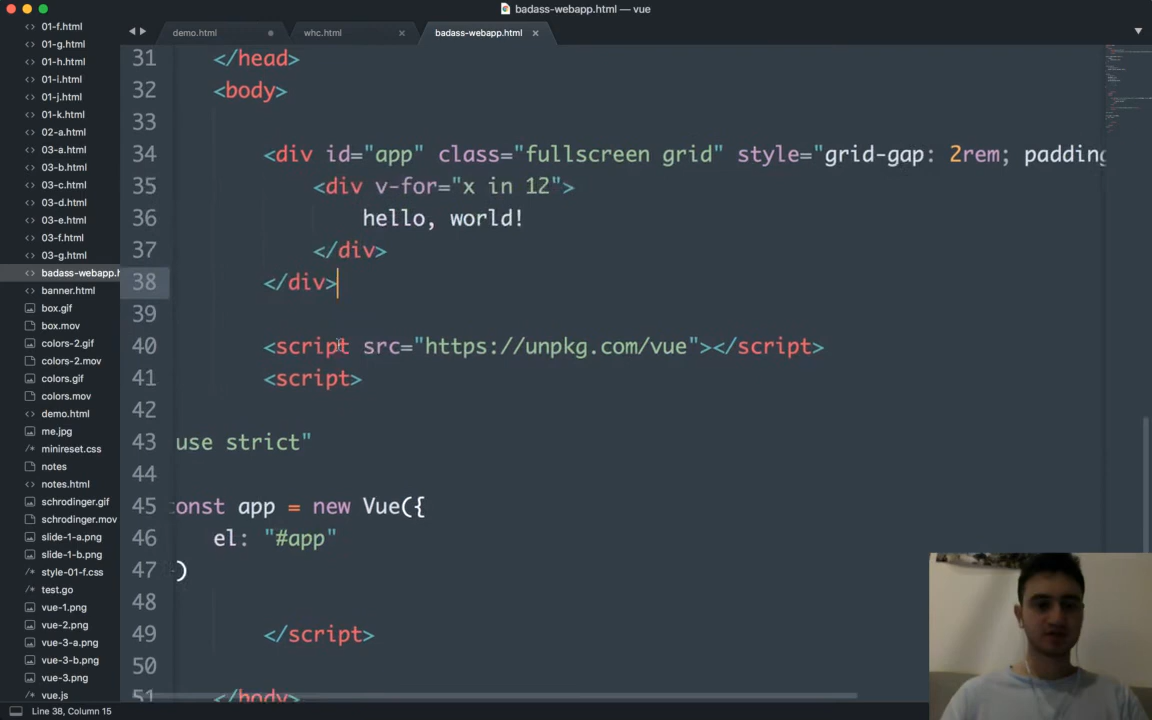 badass-webapp.html — vue
demo.html
whc.html
badass-webapp.html
01-f.html
01-g.html
01-h.html
01-i.html
01-j.html
01-k.html
02-a.html
03-a.html
03-b.html
03-c.html
03-d.html
03-e.html
03-f.html
03-g.html
badass-webapp.h
banner.html
box.gif
box.mov
colors-2.gif
colors-2.mov
colors.gif
colors.mov
demo.html
me.jpg
minireset.css
notes
notes.html
schrodinger.gif
schrodinger.mov
slide-1-a.png
slide-1-b.png
style-01-f.css
test.go
vue-1.png
vue-2.png
vue-3-a.png
vue-3-b.png
vue-3.png
vue.js
31 </head>
32 <body>
33
34 <div id="app" class="fullscreen grid" style="grid-gap: 2rem; padding
35 <div v-for="x in 12">
36 hello, world!
37 </div>
38 </div>
39
40 <script src="https://unpkg.com/vue"></script>
41 <script>
42
43 use strict"
44
45 const app = new Vue({
46 el: "#app"
47 })
48
49 </script>
50
51 </body>
Line 38, Column 15